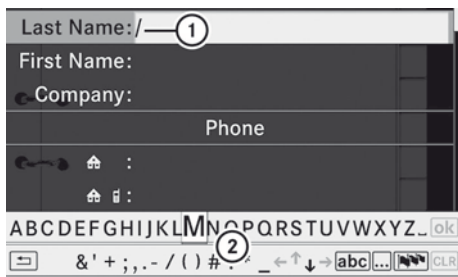 Last Name:/ 1
First Name:
Company:
Phone
:
:
ABCDEFGHIJKLMNOPQRSTUVWXYZ_ ok
2
&'+;,.-/()#:*_←↑↓→ abc ... CLR